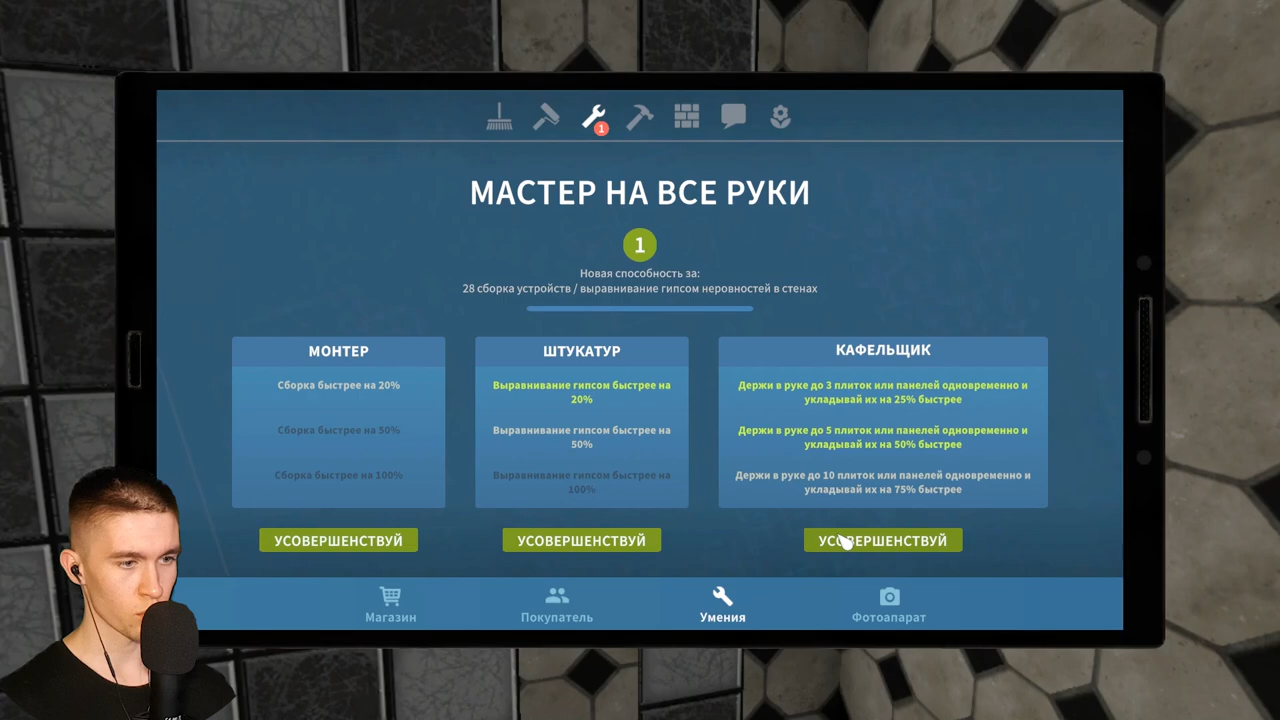 1
МАСТЕР НА ВСЕ РУКИ
1
Новая способность за:
28 сборка устройств / выравнивание гипсом неровностей в стенах
МОНТЕР
Сборка быстрее на 20%
Сборка быстрее на 50%
Сборка быстрее на 100%
УСОВЕРШЕНСТВУЙ
ШТУКАТУР
Выравнивание гипсом быстрее на
20%
Выравнивание гипсом быстрее на
50%
Выравнивание гипсом быстрее на
100%
УСОВЕРШЕНСТВУЙ
КАФЕЛЬЩИК
Держи в руке до 3 плиток или панелей одновременно и
укладывай их на 25% быстрее
Держи в руке до 5 плиток или панелей одновременно и
укладывай их на 50% быстрее
Держи в руке до 10 плиток или панелей одновременно и
укладывай их на 75% быстрее
УСОВЕРШЕНСТВУЙ
Магазин
Покупатель
Умения
Фотоаппарат